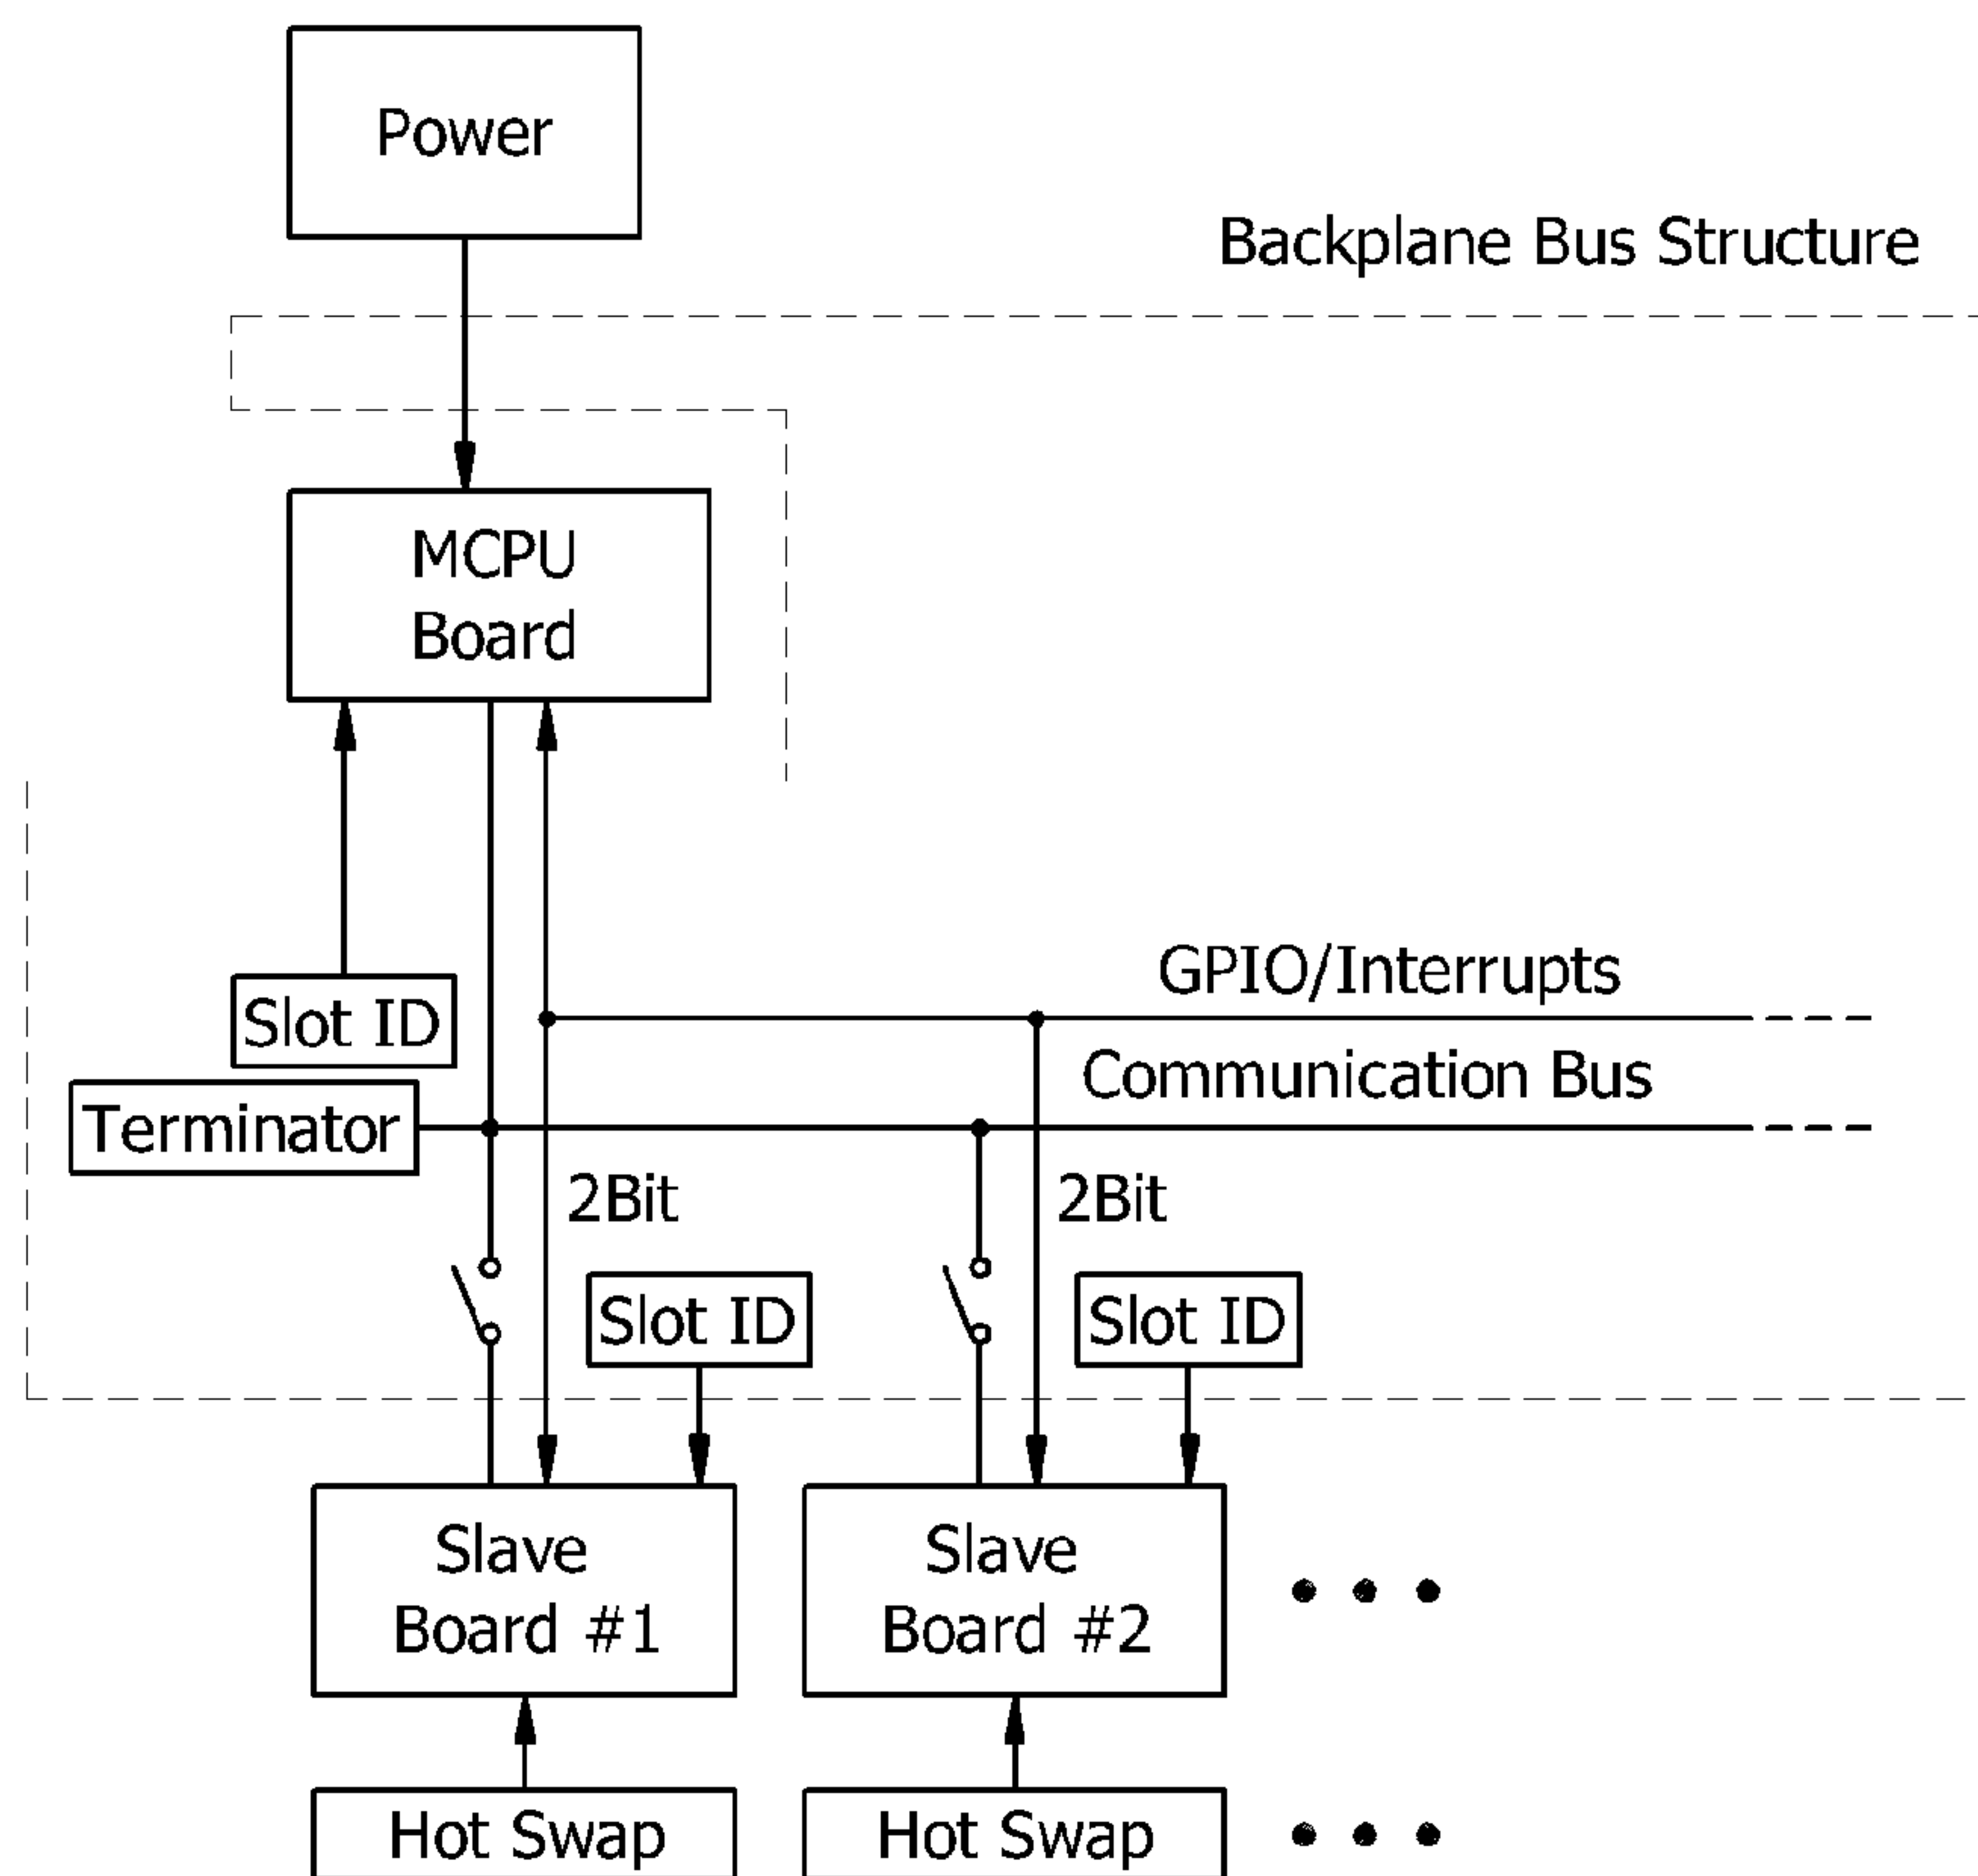 Power
Backplane Bus Structure
MCPU
Board
GPIO/Interrupts
Slot ID
Communication Bus
Terminator
2Bit
2Bit
Slot ID
Slot ID
Slave
Board #1
Slave
Board #2
Hot Swap
Hot Swap